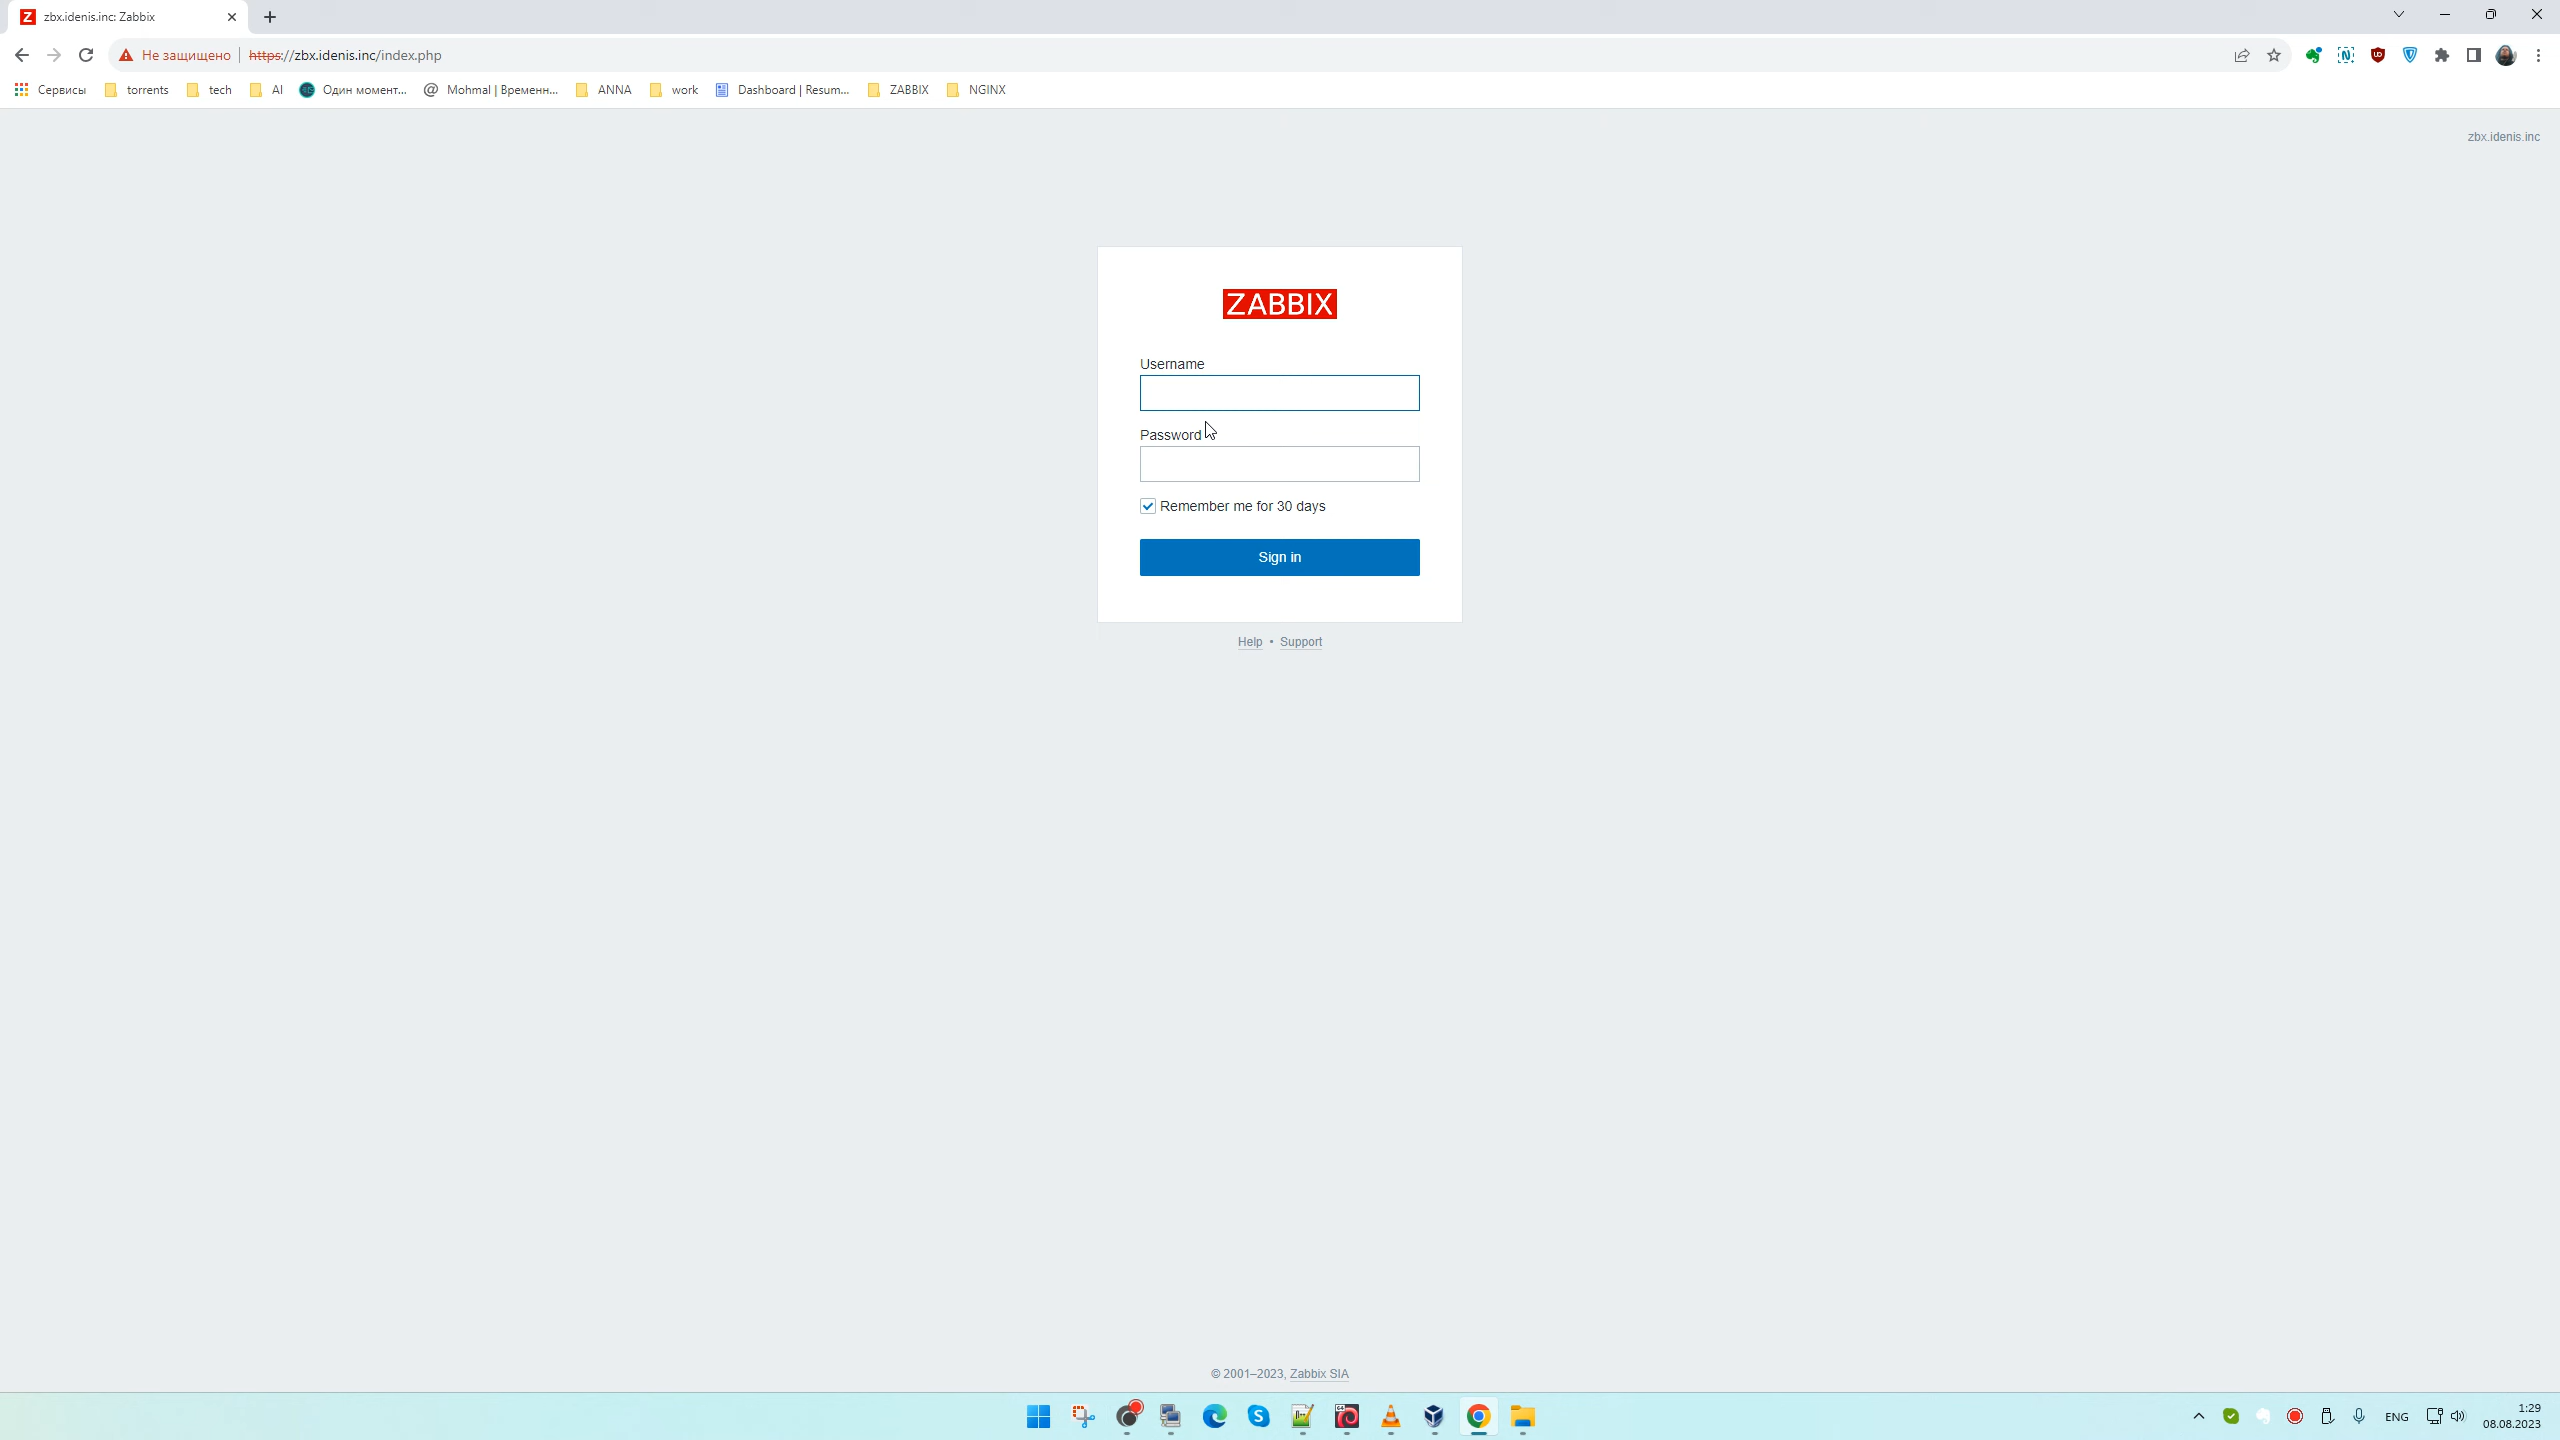 zbx.idenis.inc: Zabbix
Не защищено
https://zbx.idenis.inc/index.php
Сервисы torrents tech AI Один момент... Mohmal | Временн... ANNA work Dashboard | Resum... ZABBIX NGINX
zbx.idenis.inc
ZABBIX
Username
Password
Remember me for 30 days
Sign in
Help • Support
© 2001–2023, Zabbix SIA
ENG
1:29
08.08.2023